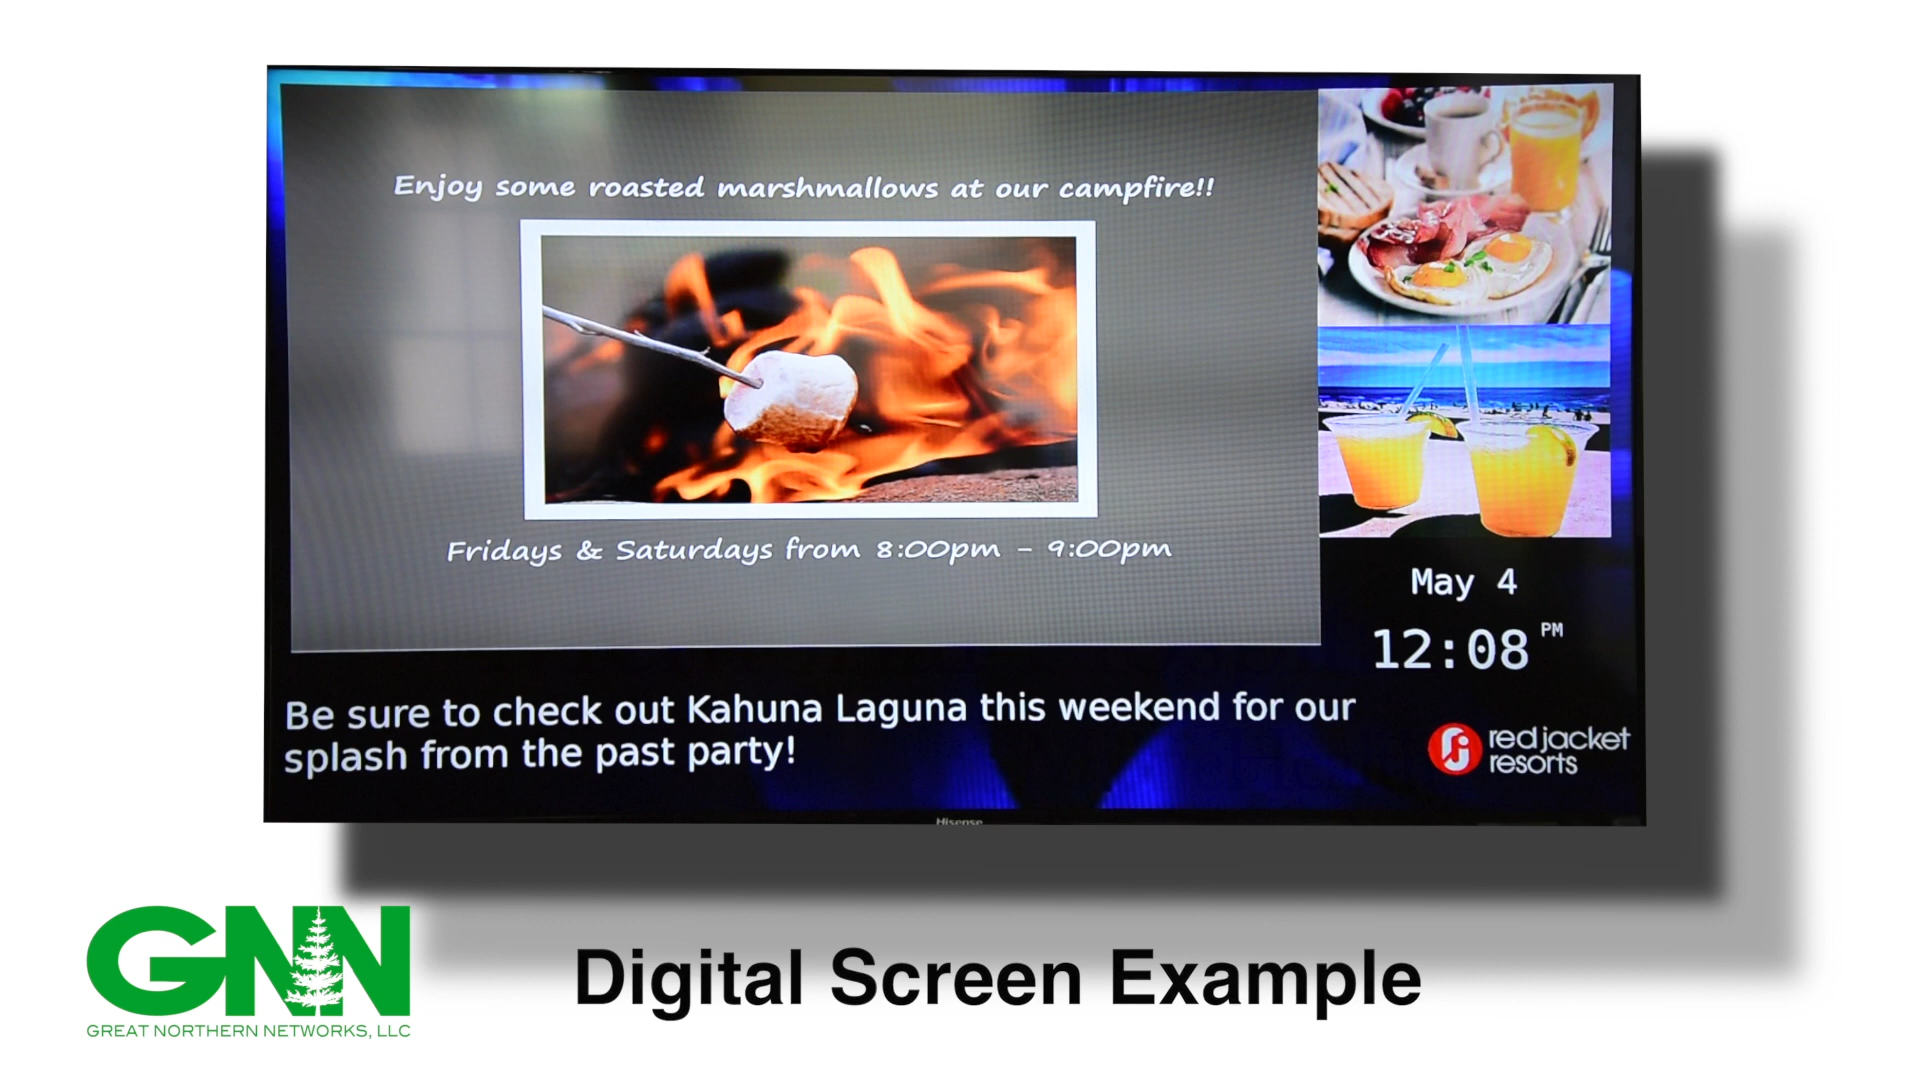 Enjoy some roasted marshmallows at our campfire!!
Fridays & Saturdays from 8:00pm - 9:00pm
May 4
12:08 PM
Be sure to check out Kahuna Laguna this weekend for our
splash from the past party!
red jacket
resorts
Hisense
GNN
GREAT NORTHERN NETWORKS, LLC
Digital Screen Example